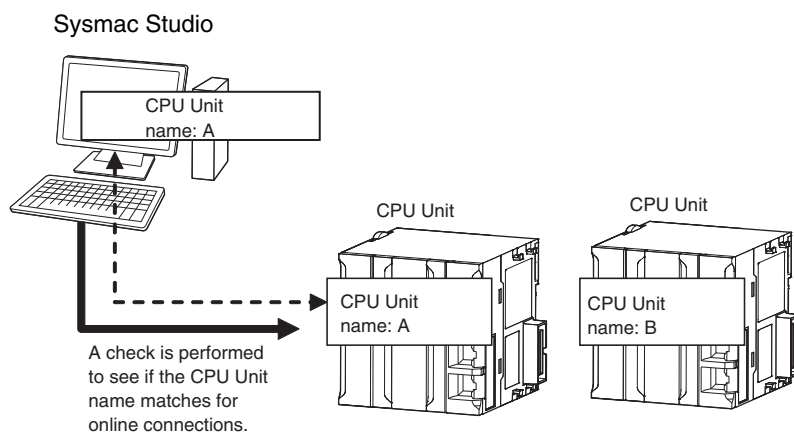 Sysmac Studio
CPU Unit
name: A
CPU Unit
CPU Unit
name: A
CPU Unit
CPU Unit
name: B
A check is performed
to see if the CPU Unit
name matches for
online connections.